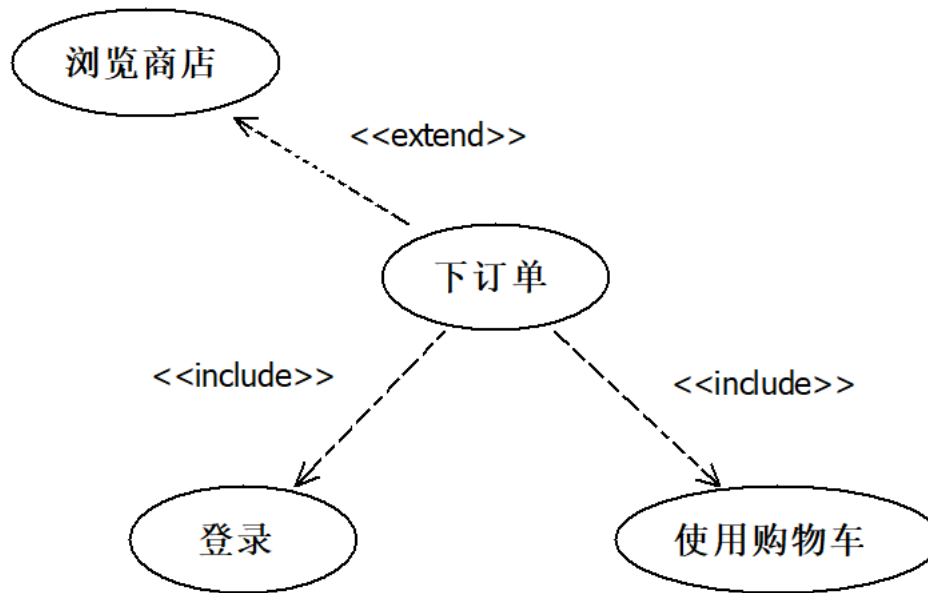 浏览商店
<<extend>>
下订单
<<include>>
<<include>>
登录
使用购物车